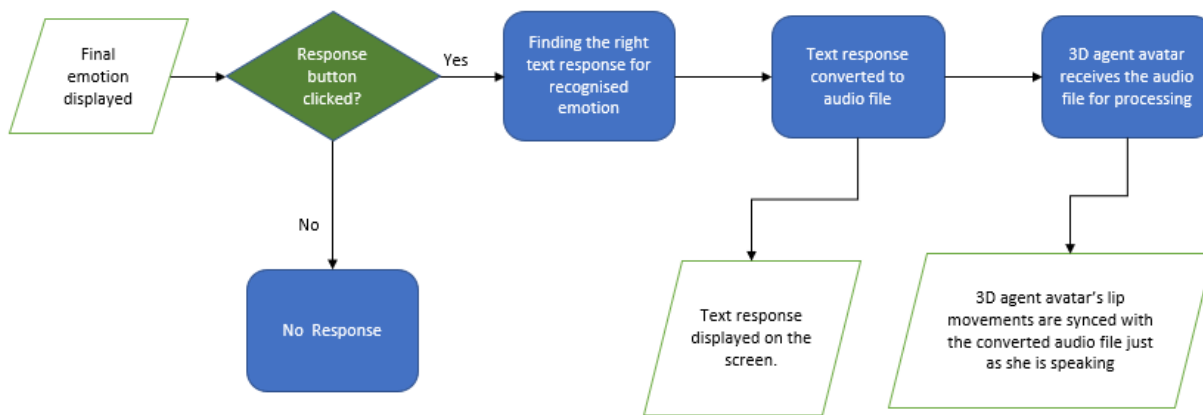 Final
emotion
displayed
Response
button
clicked?
Yes
Finding the right
text response for
recognised
emotion
Text response
converted to
audio file
3D agent avatar
receives the audio
file for processing
No
No Response
Text response
displayed on the
screen.
3D agent avatar's lip
movements are synced with
the converted audio file just
as she is speaking